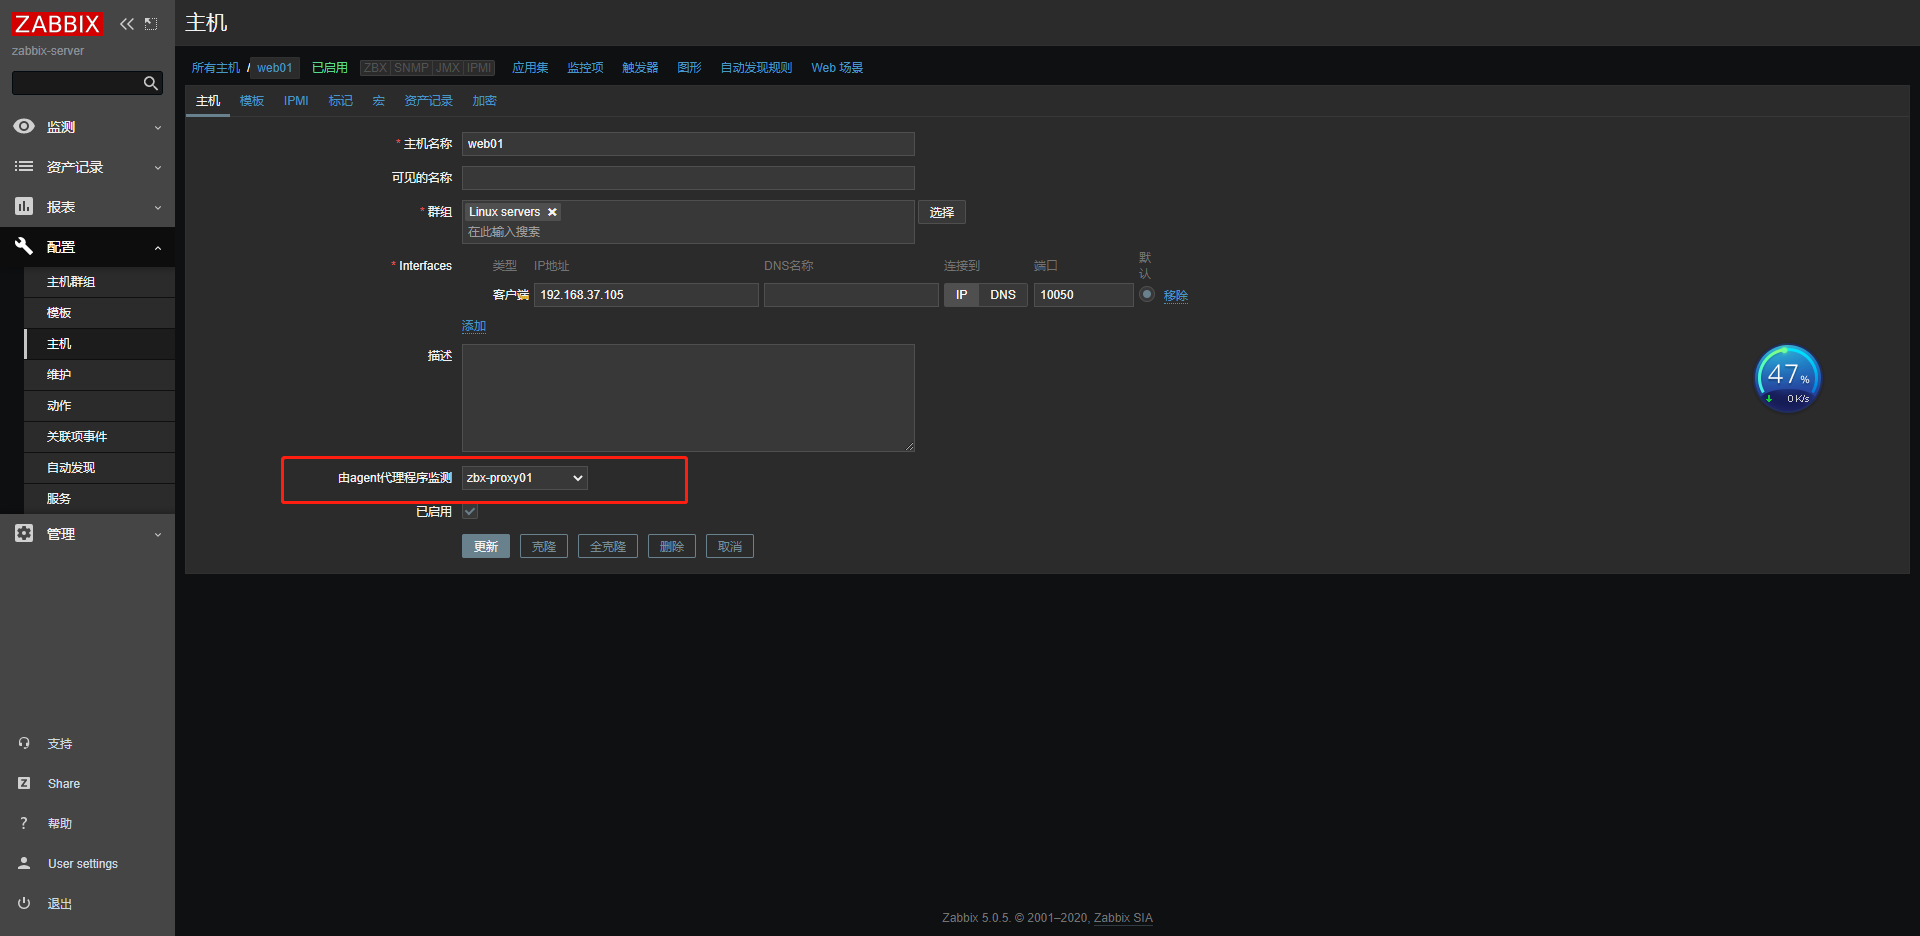 ZABBIX
zabbix-server
监测
资产记录
报表
配置
主机群组
模板
主机
维护
动作
关联项事件
自动发现
服务
管理
支持
Share
帮助
User settings
退出
主机
所有主机 / web01 已启用 ZBX SNMP JMX IPMI 应用集 监控项 触发器 图形 自动发现规则 Web 场景
主机 模板 IPMI 标记 宏 资产记录 加密
* 主机名称 web01
可见的名称
* 群组 Linux servers 选择
在此输入搜索
* Interfaces 类型 IP地址 DNS名称 连接到 端口 默认
客户端 192.168.37.105 IP DNS 10050 移除
添加
描述
由agent代理程序监测 zbx-proxy01
已启用
更新 克隆 全克隆 删除 取消
47%
0K/s
Zabbix 5.0.5. © 2001–2020, Zabbix SIA